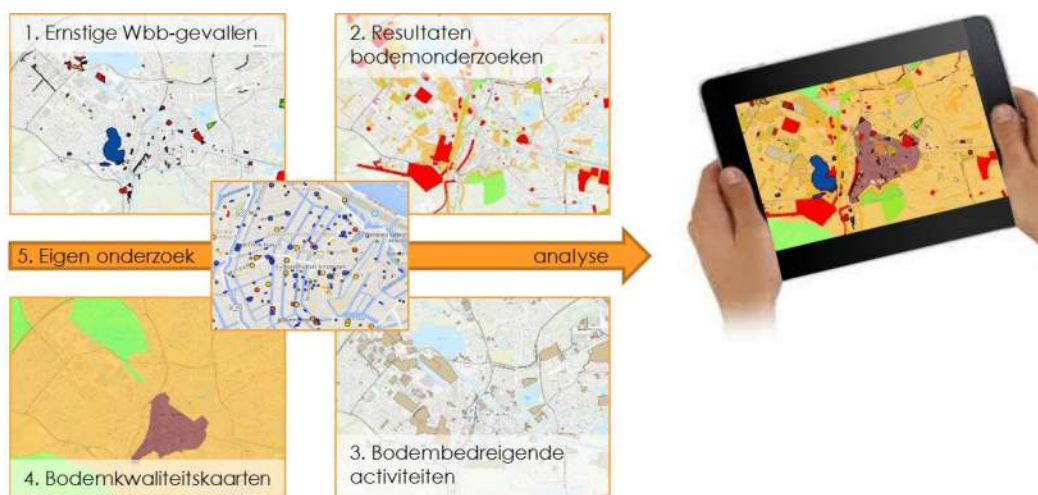 1. Ernstige Wbb-gevallen
2. Resultaten
bodemonderzoeken
5. Eigen onderzoek
analyse
4. Bodemkwaliteitskaarten
3. Bodembedreigende
activiteiten